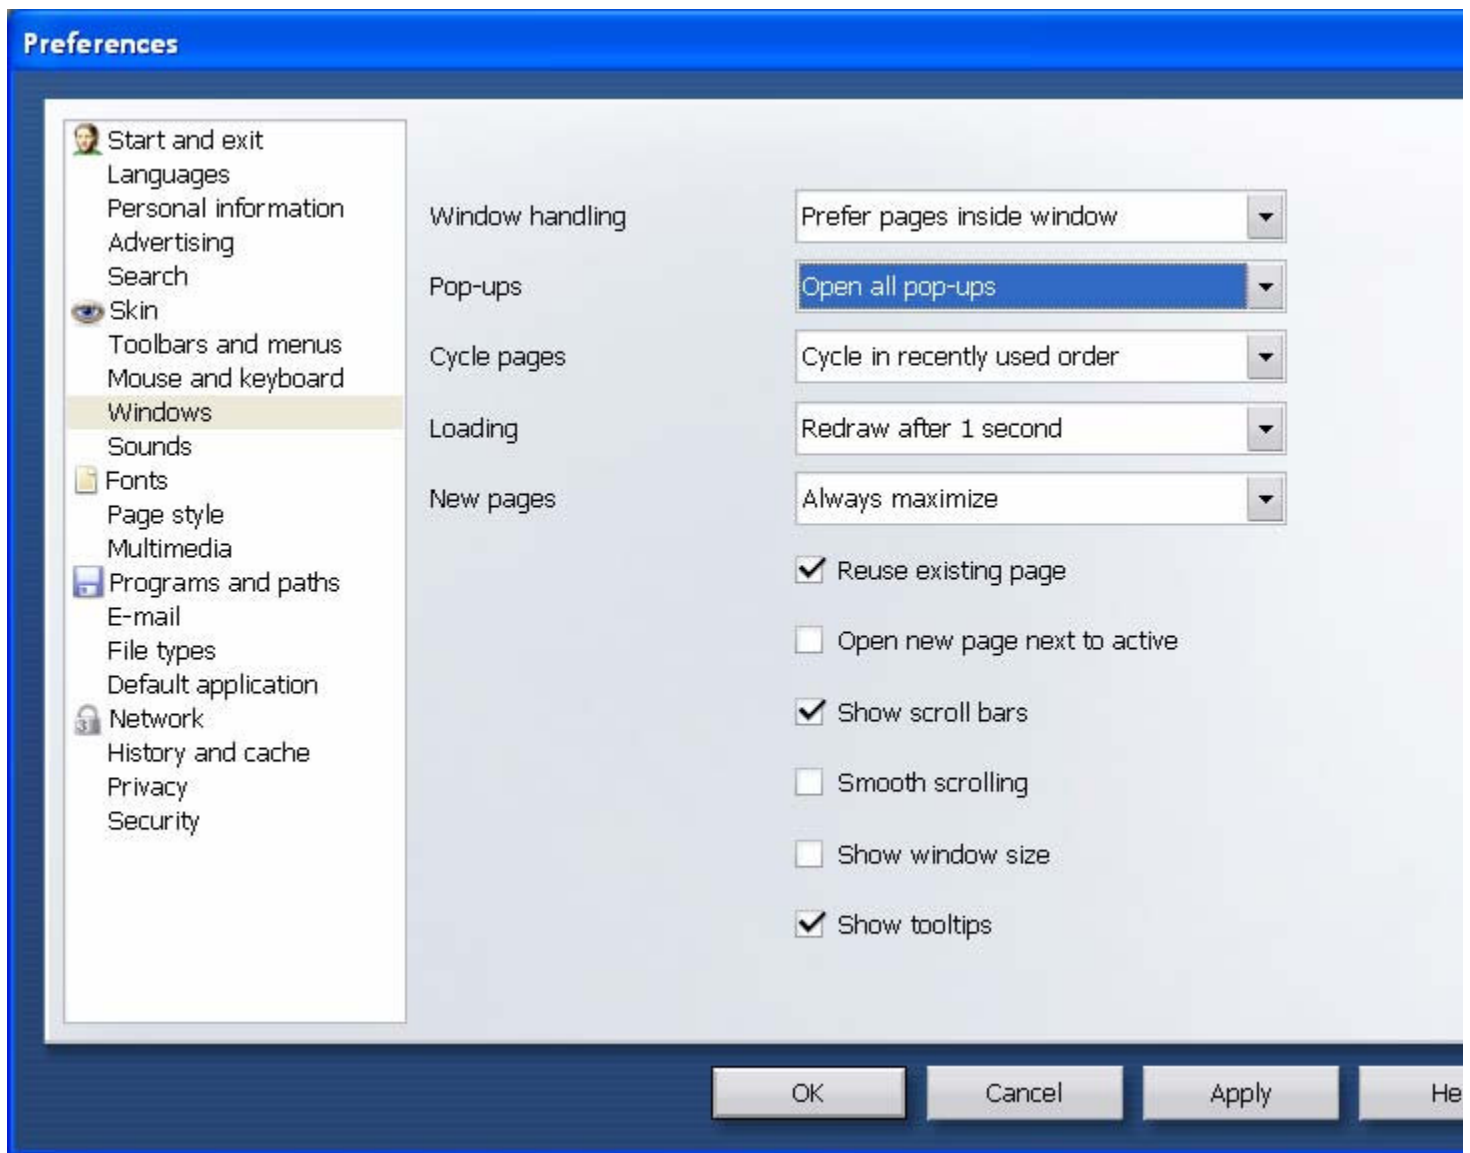 Preferences
Start and exit
Languages
Personal information
Advertising
Search
Skin
Toolbars and menus
Mouse and keyboard
Windows
Sounds
Fonts
Page style
Multimedia
Programs and paths
E-mail
File types
Default application
Network
History and cache
Privacy
Security
Window handling Prefer pages inside window
Pop-ups Open all pop-ups
Cycle pages Cycle in recently used order
Loading Redraw after 1 second
New pages Always maximize
Reuse existing page
Open new page next to active
Show scroll bars
Smooth scrolling
Show window size
Show tooltips
OK Cancel Apply He